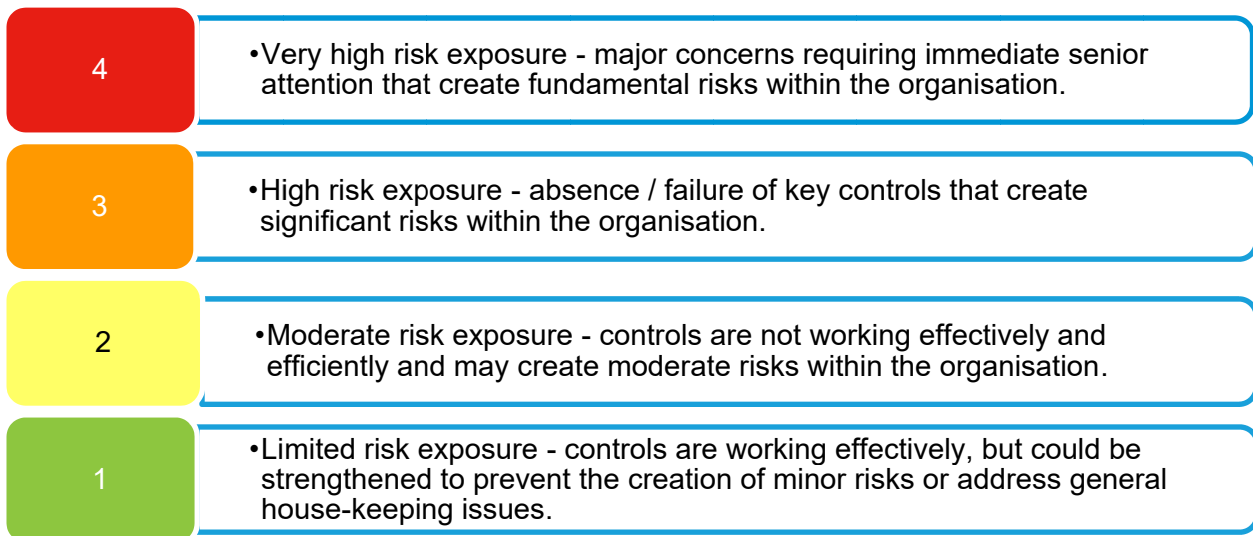 4
•Very high risk exposure - major concerns requiring immediate senior
attention that create fundamental risks within the organisation.
3
•High risk exposure - absence / failure of key controls that create
significant risks within the organisation.
2
•Moderate risk exposure - controls are not working effectively and
efficiently and may create moderate risks within the organisation.
1
•Limited risk exposure - controls are working effectively, but could be
strengthened to prevent the creation of minor risks or address general
house-keeping issues.